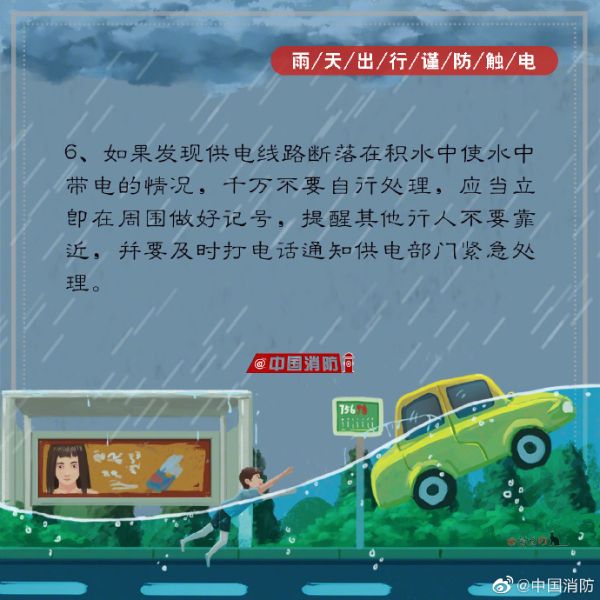 雨/天/出/行/谨/防/触/电
6、如果发现供电线路断落在积水中使水中
带电的情况，千万不要自行处理，应当立
即在周围做好记号，提醒其他行人不要靠
近，并要及时打电话通知供电部门紧急处
理。
@中国消防
@中国消防